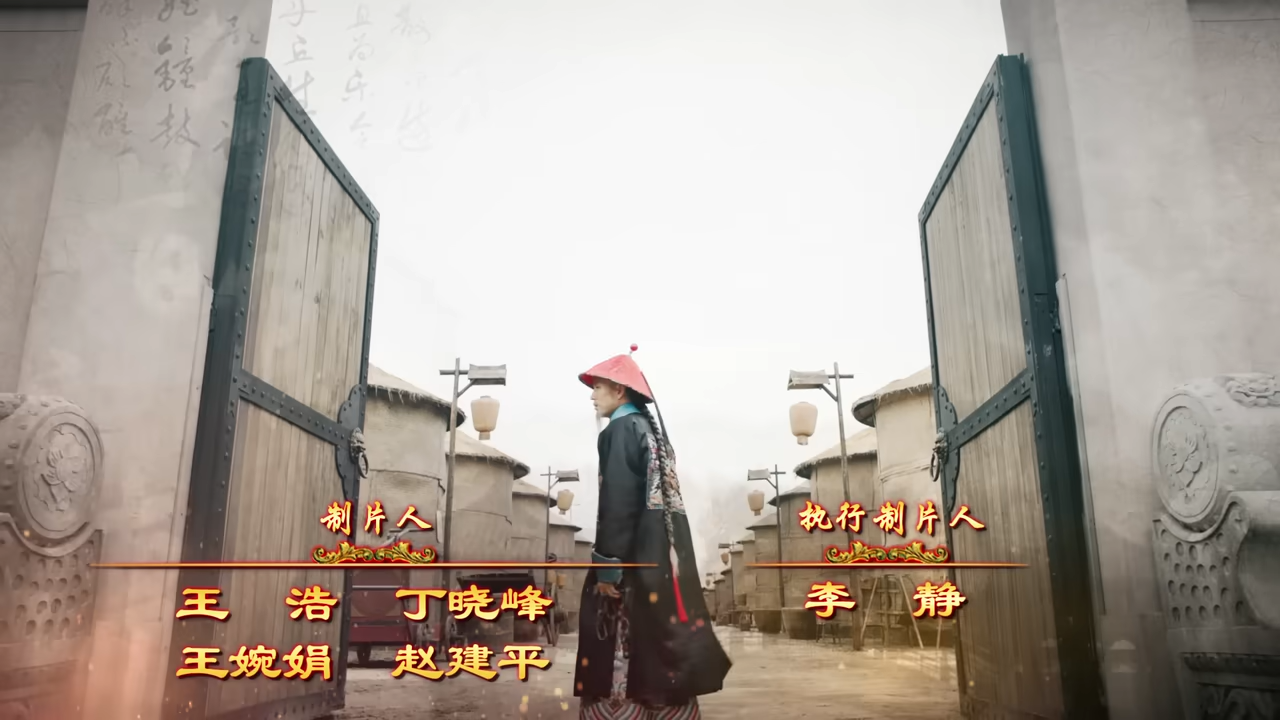 制片人
王浩 丁晓峰
王婉娟 赵建平
执行制片人
李静